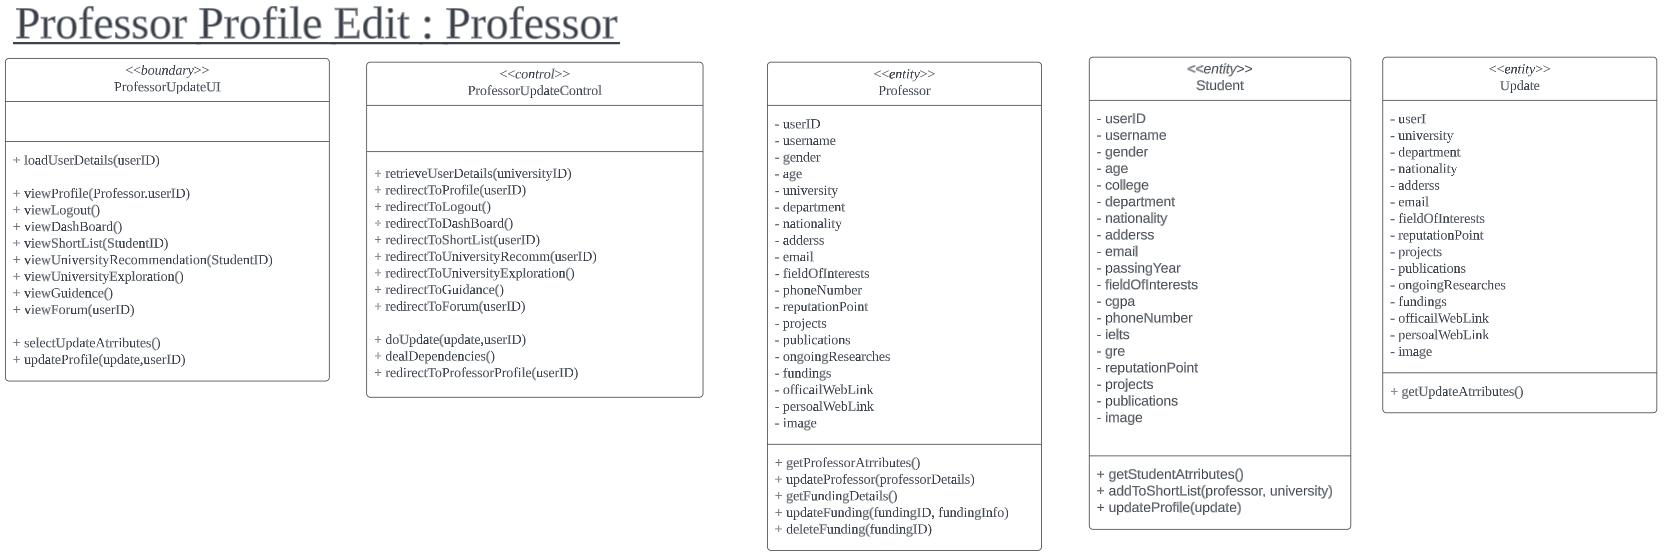 Professor Profile Edit : Professor
<<boundary>>
ProfessorUpdateUI
+ loadUserDetails(userID)
+ viewProfile(Professor.userID)
+ viewLogout()
+ viewDashBoard()
+ viewShortList(StudentID)
+ viewUniversityRecommendation(StudentID)
+ viewUniversityExploration()
+ viewGuidence()
+ viewForum(userID)
+ selectUpdateAtrributes()
+ updateProfile(update,userID)
<<control>>
ProfessorUpdateControl
+ retrieveUserDetails(universityID)
+ redirectToProfile(userID)
+ redirectToLogout()
+ redirectToDashBoard()
+ redirectToShortList(userID)
+ redirectToUniversityRecomm(userID)
+ redirectToUniversityExploration()
+ redirectToGuidance()
+ redirectToForum(userID)
+ doUpdate(update,userID)
+ dealDependencies()
+ redirectToProfessorProfile(userID)
<<entity>>
Professor
- userID
- username
- gender
- age
- university
- department
- nationality
- adderss
- email
- fieldOfInterests
- phoneNumber
- reputationPoint
- projects
- publications
- ongoingResearches
- fundings
- officailWebLink
- persoalWebLink
- image
+ getProfessorAtrributes()
+ updateProfessor(professorDetails)
+ getFundingDetails()
+ updateFunding(fundingID, fundingInfo)
+ deleteFunding(fundingID)
<<entity>>
Student
- userID
- username
- gender
- age
- college
- department
- nationality
- adderss
- email
- passingYear
- fieldOfInterests
- cgpa
- phoneNumber
- ielts
- gre
- reputationPoint
- projects
- publications
- image
+ getStudentAtrributes()
+ addToShortList(professor, university)
+ updateProfile(update)
<<entity>>
Update
- userI
- university
- department
- nationality
- adderss
- email
- fieldOfInterests
- reputationPoint
- projects
- publications
- ongoingResearches
- fundings
- officailWebLink
- persoalWebLink
- image
+ getUpdateAtrributes()